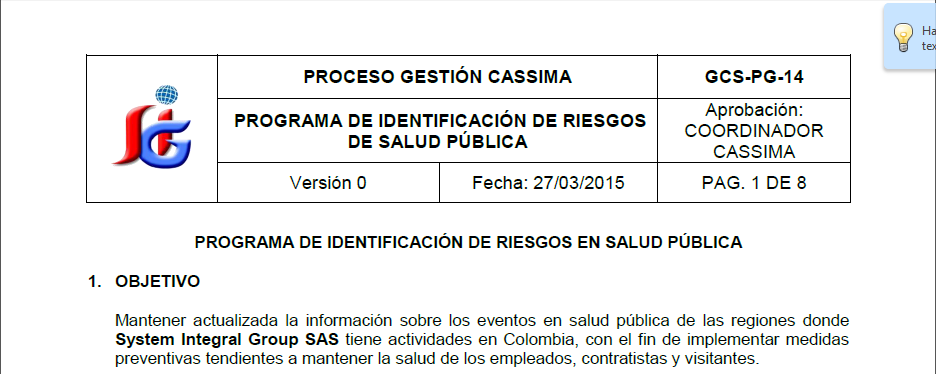 PROCESO GESTIÓN CASSIMA
GCS-PG-14
PROGRAMA DE IDENTIFICACIÓN DE RIESGOS
DE SALUD PÚBLICA
Aprobación:
COORDINADOR
CASSIMA
Versión 0
Fecha: 27/03/2015
PAG. 1 DE 8
PROGRAMA DE IDENTIFICACIÓN DE RIESGOS EN SALUD PÚBLICA
1. OBJETIVO
Mantener actualizada la información sobre los eventos en salud pública de las regiones donde
System Integral Group SAS tiene actividades en Colombia, con el fin de implementar medidas
preventivas tendientes a mantener la salud de los empleados, contratistas y visitantes.